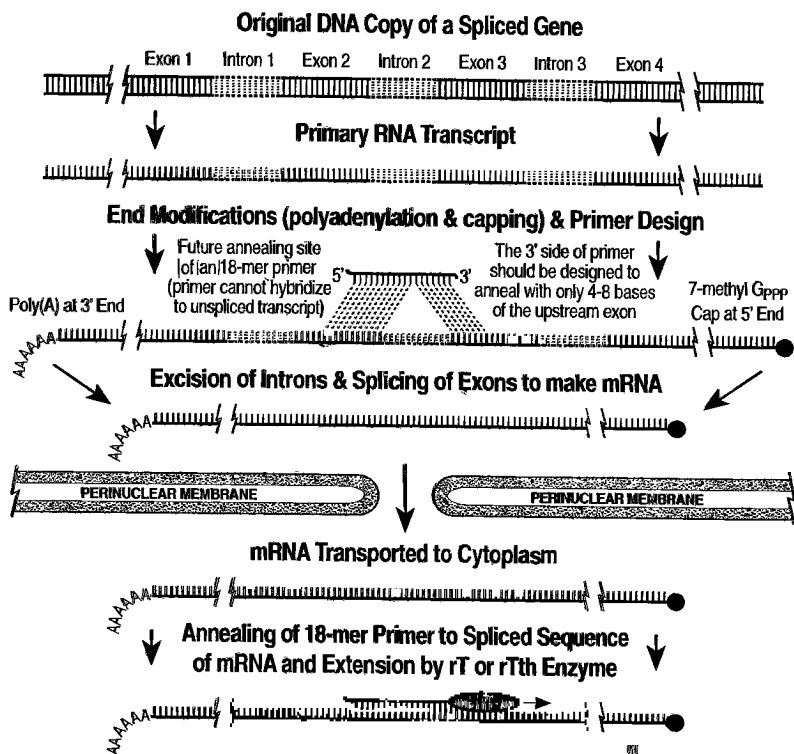 Original DNA Copy of a Spliced Gene
Exon 1 Intron 1 Exon 2 Intron 2 Exon 3 Intron 3 Exon 4
Primary RNA Transcript
End Modifications (polyadenylation & capping) & Primer Design
Future annealing site
of an 18-mer primer
(primer cannot hybridize
to unspliced transcript)
5'
3'
The 3' side of primer
should be designed to
anneal with only 4-8 bases
of the upstream exon
Poly(A) at 3' End
7-methyl Gppp
Cap at 5' End
AAAAAA
Excision of Introns & Splicing of Exons to make mRNA
AAAAAA
PERINUCLEAR MEMBRANE
PERINUCLEAR MEMBRANE
mRNA Transported to Cytoplasm
AAAAAA
Annealing of 18-mer Primer to Spliced Sequence
of mRNA and Extension by rT or rTth Enzyme
AAAAAA